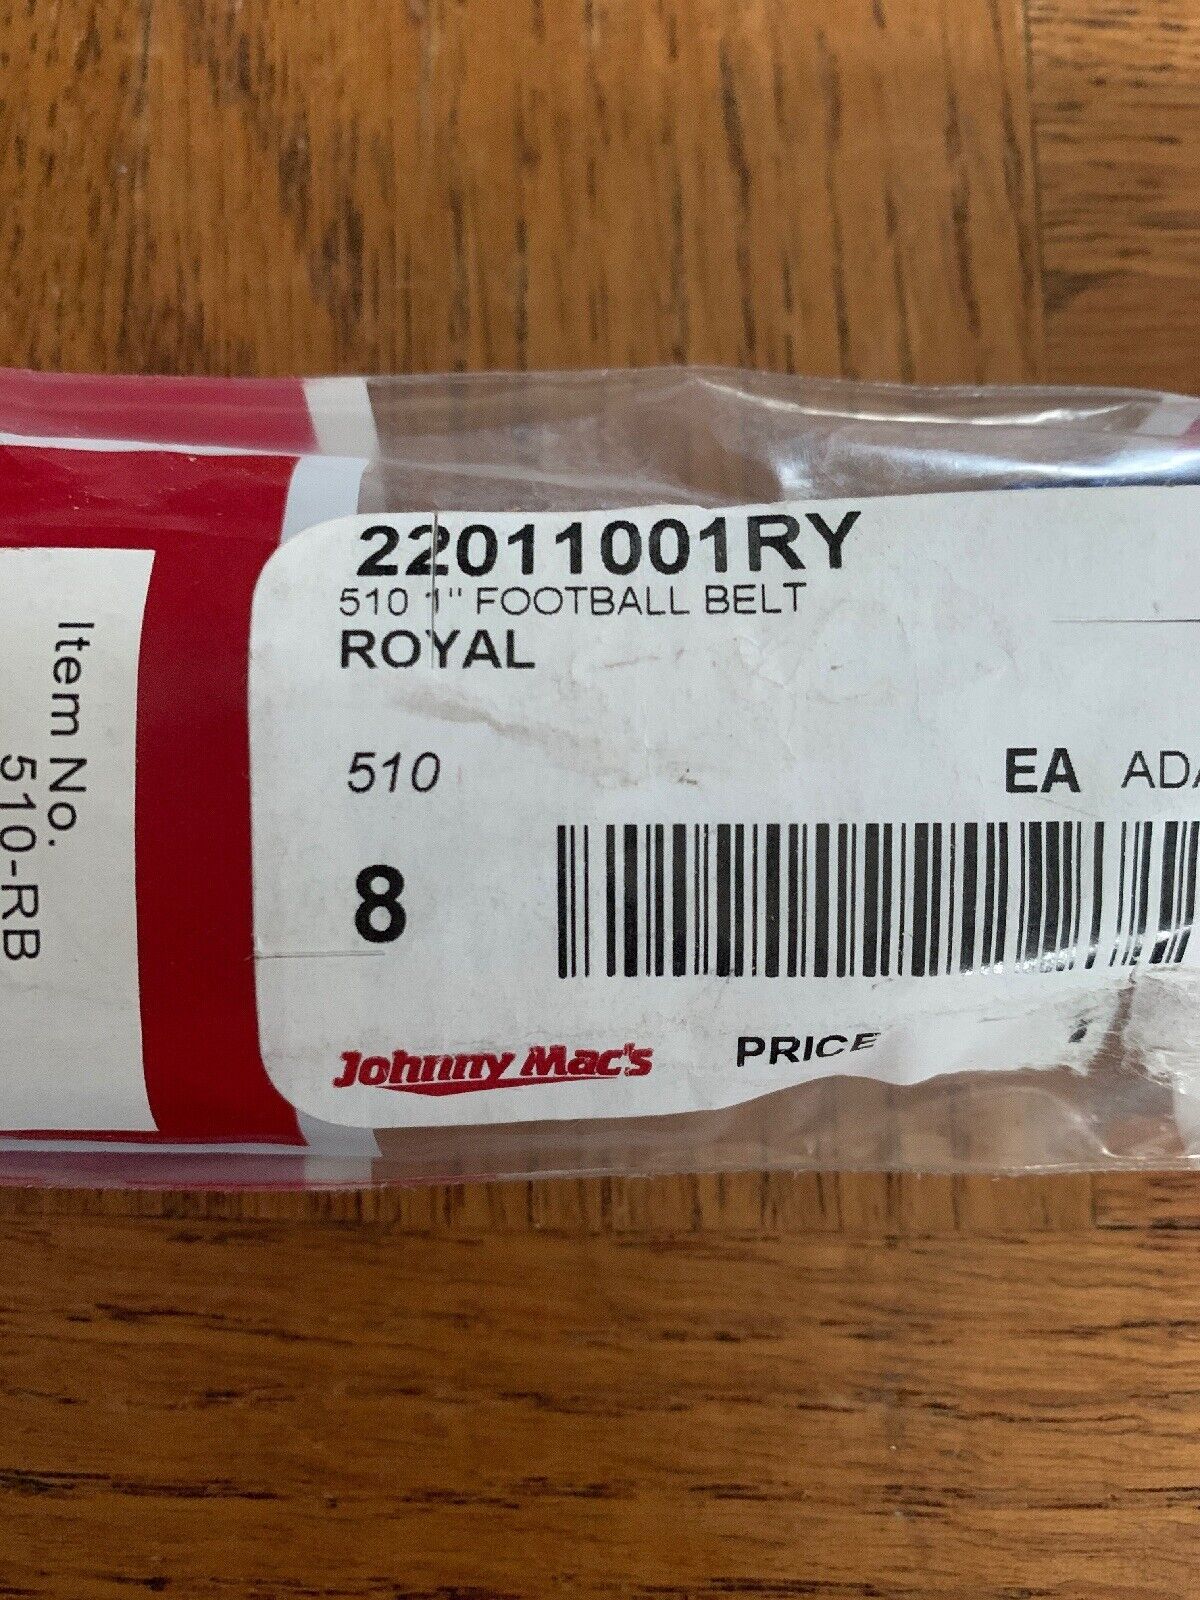 Item No.
510-RB
22011001RY
510 1" FOOTBALL BELT
ROYAL
510
EA
8
Johnny Mac's
PRICE